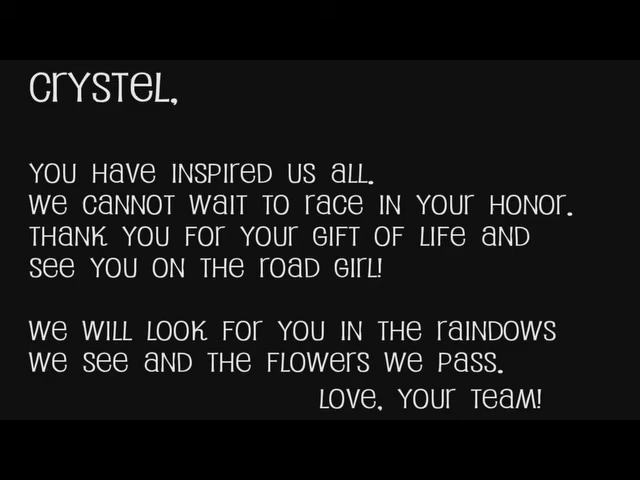 Crystel,
You have inspired us all.
We cannot wait to race in your honor.
Thank you for your gift of life and
see you on the road girl!
We will look for you in the raindows
we see and the flowers we pass.
Love, Your Team!